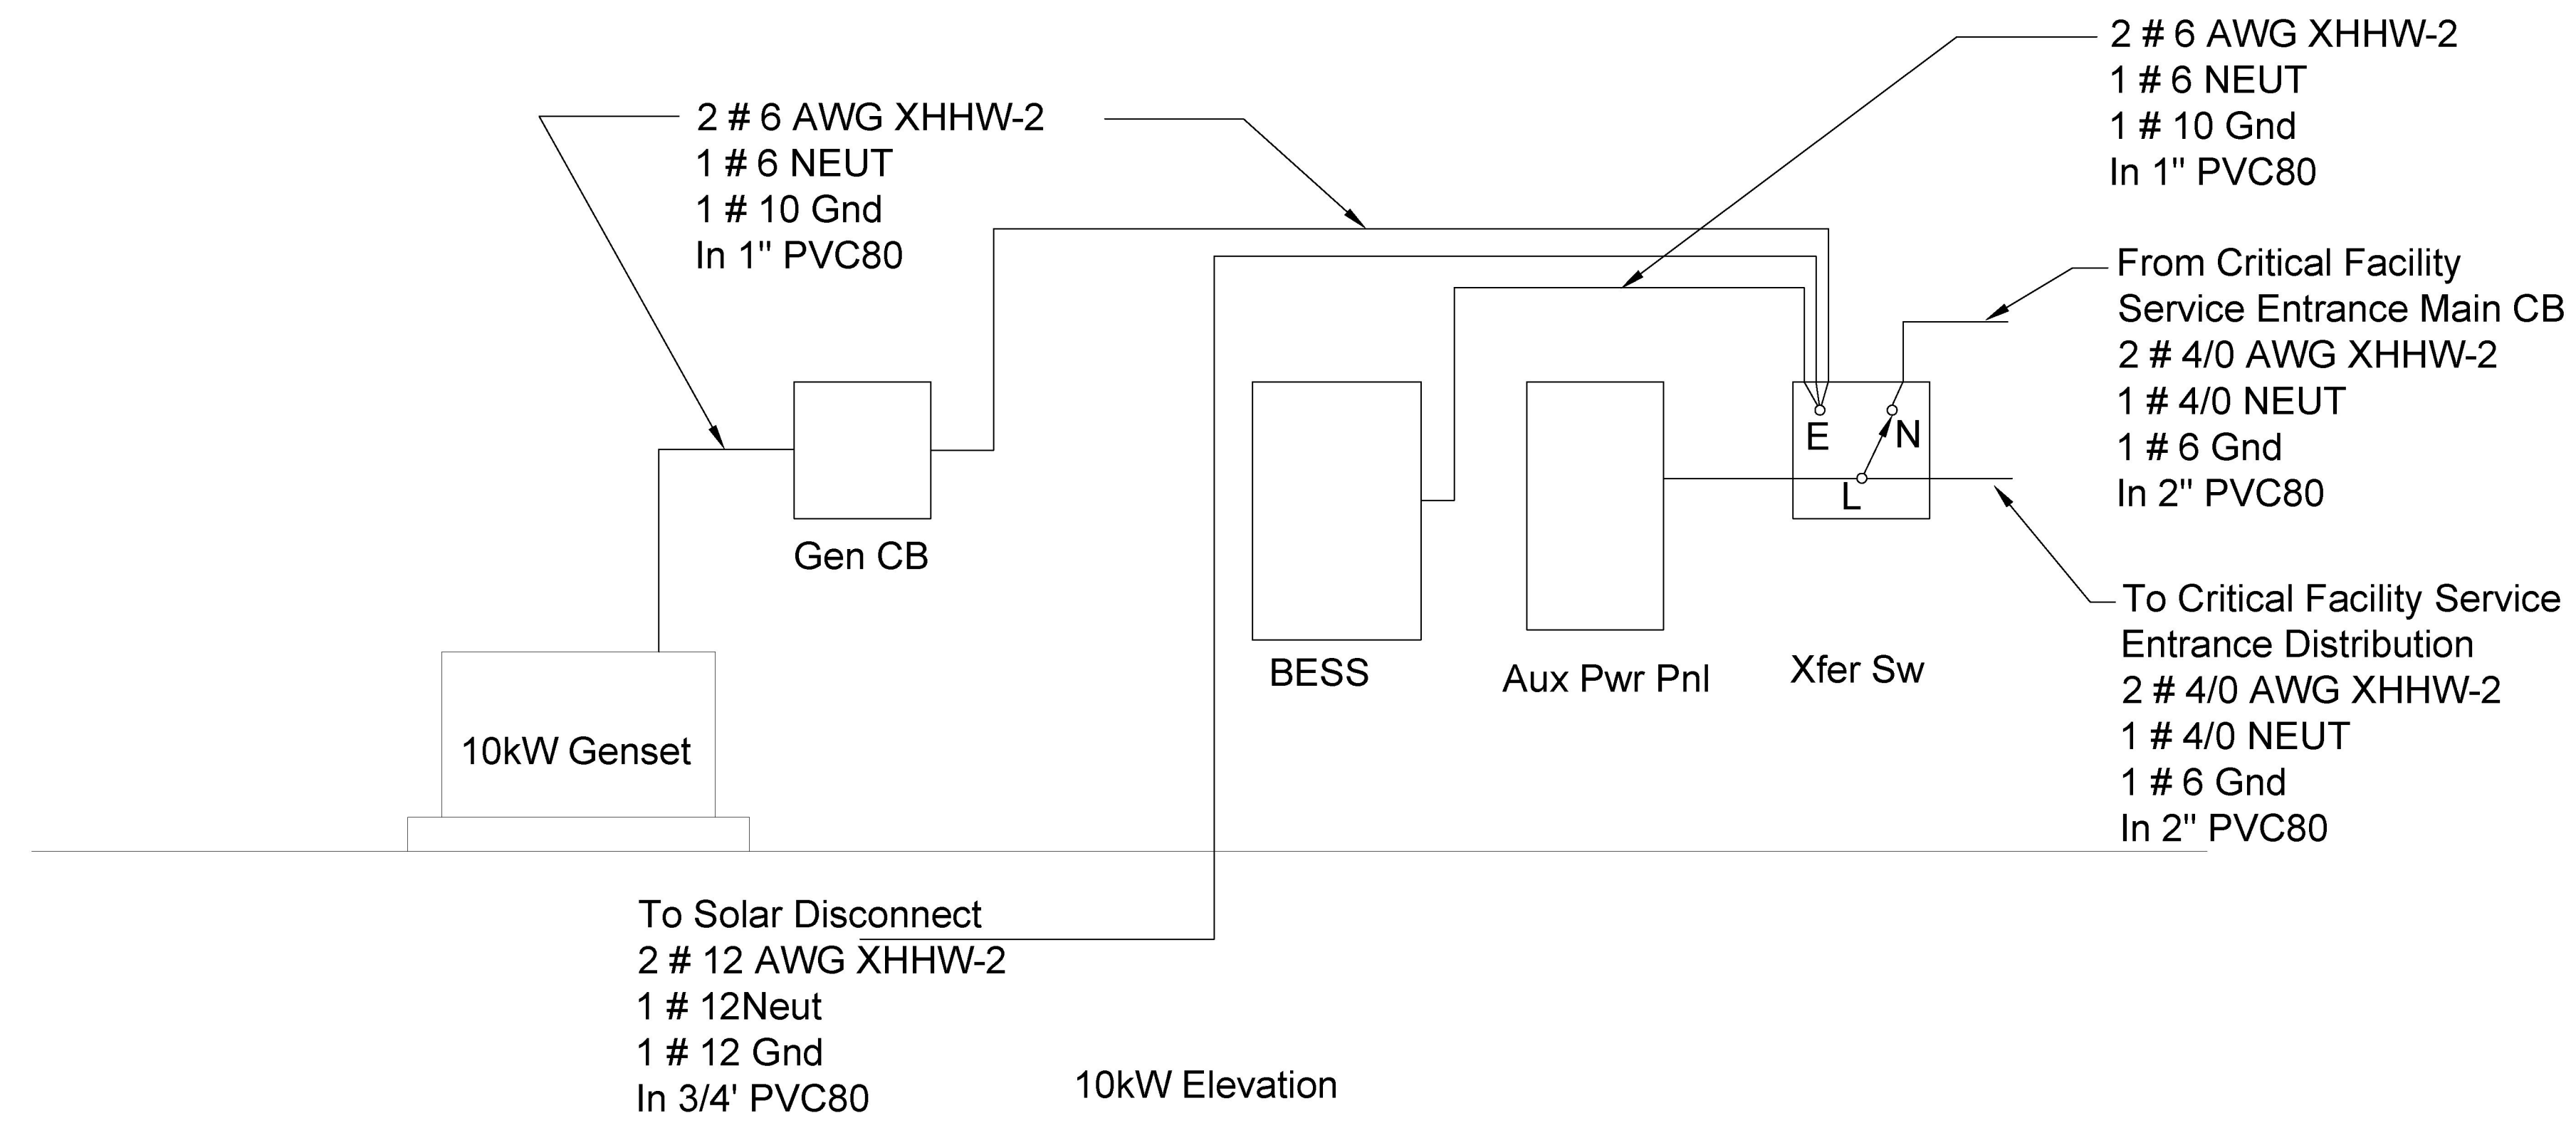 2 # 6 AWG XHHW-2
1 # 6 NEUT
1 # 10 Gnd
In 1" PVC80
2 # 6 AWG XHHW-2
1 # 6 NEUT
1 # 10 Gnd
In 1" PVC80
From Critical Facility
Service Entrance Main CB
2 # 4/0 AWG XHHW-2
1 # 4/0 NEUT
1 # 6 Gnd
In 2" PVC80
E
N
L
Gen CB
BESS
Aux Pwr Pnl
Xfer Sw
To Critical Facility Service
Entrance Distribution
2 # 4/0 AWG XHHW-2
1 # 4/0 NEUT
1 # 6 Gnd
In 2" PVC80
10kW Genset
To Solar Disconnect
2 # 12 AWG XHHW-2
1 # 12Neut
1 # 12 Gnd
In 3/4' PVC80
10kW Elevation